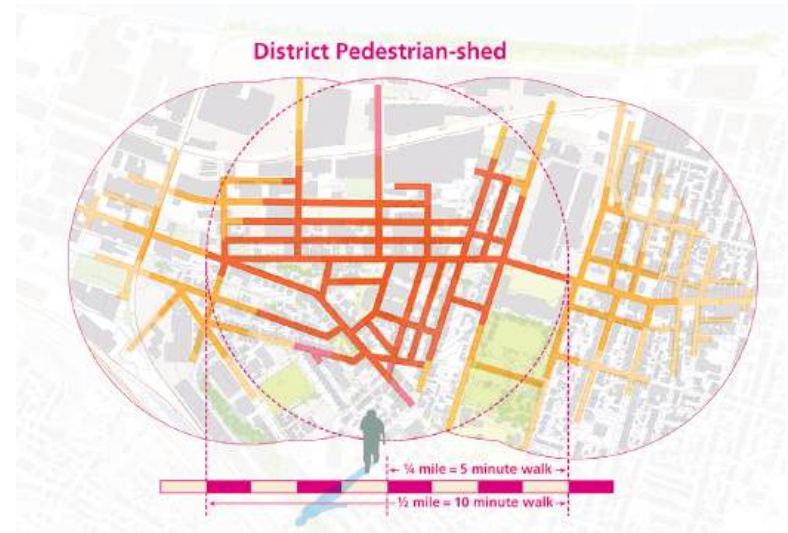 District Pedestrian-shed
¼ mile = 5 minute walk
½ mile = 10 minute walk